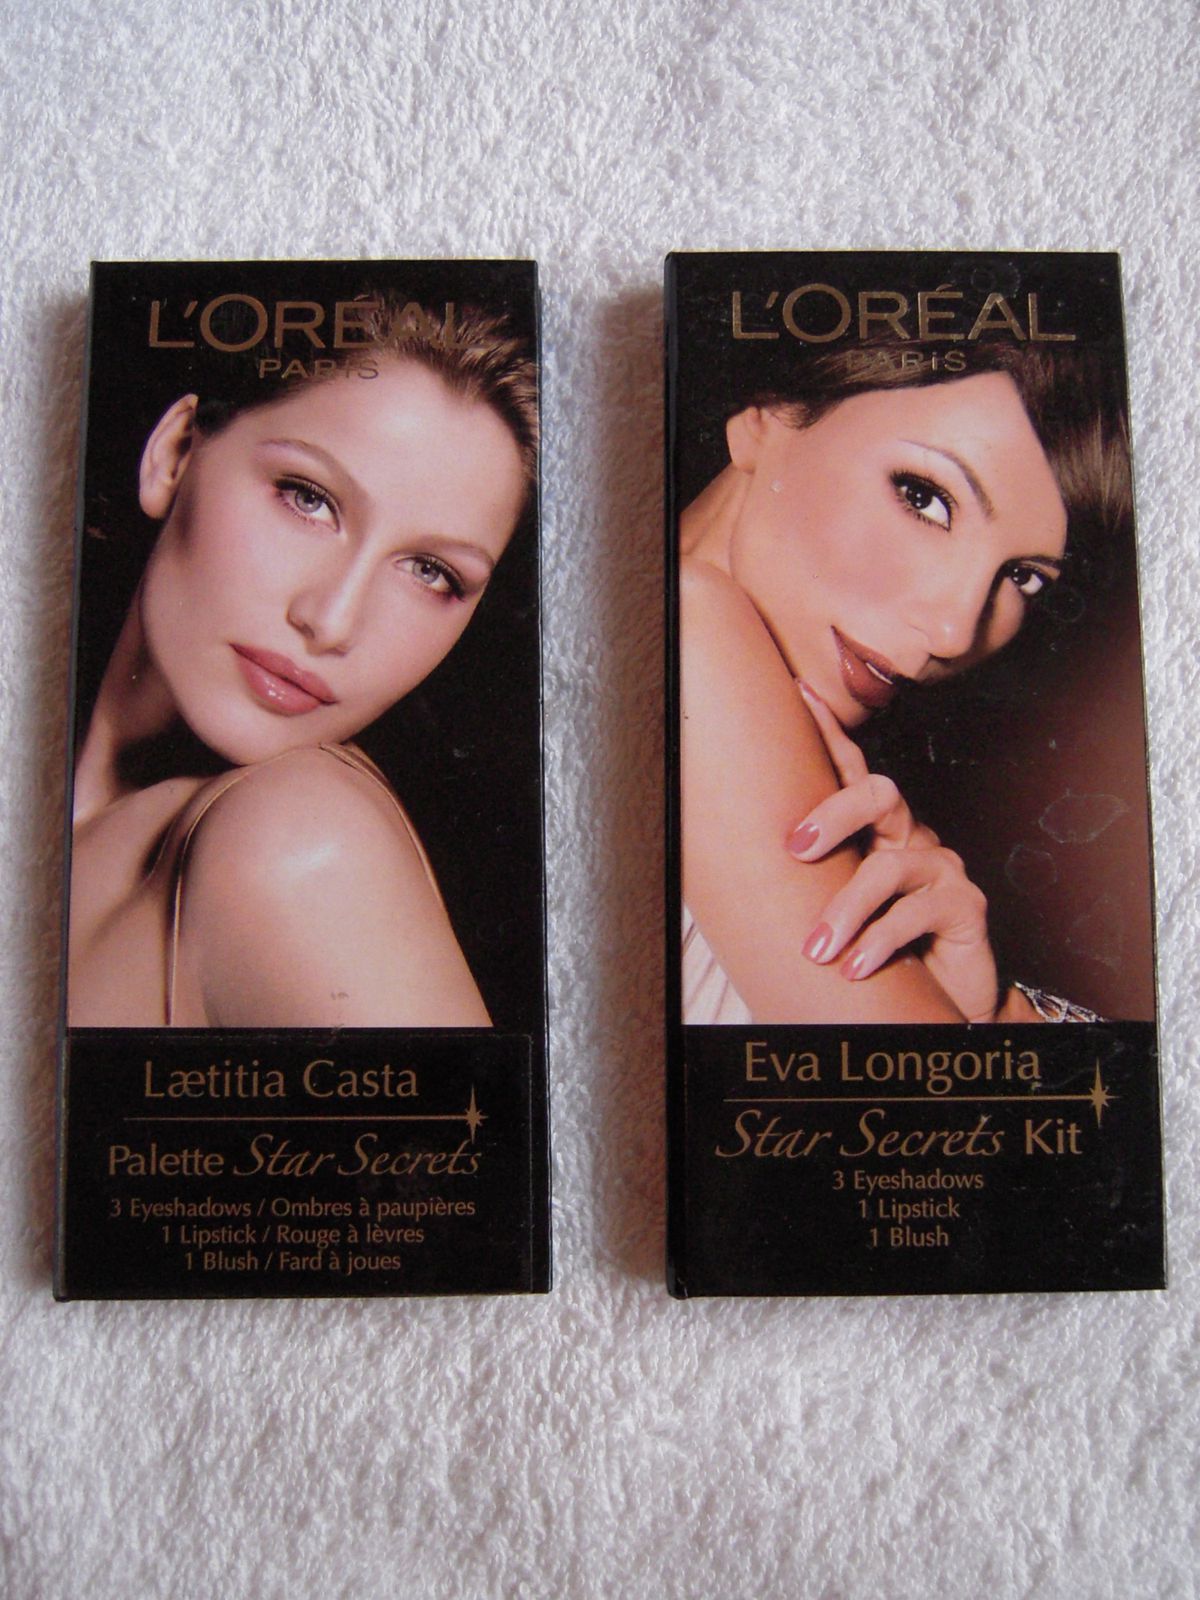 L'ORÉAL
PARIS
Lætitia Casta
Palette Star Secrets
3 Eyeshadows / Ombres à paupières
1 Lipstick / Rouge à lèvres
1 Blush / Fard à joues
L'ORÉAL
PARIS
Eva Longoria
Star Secrets Kit
3 Eyeshadows
1 Lipstick
1 Blush